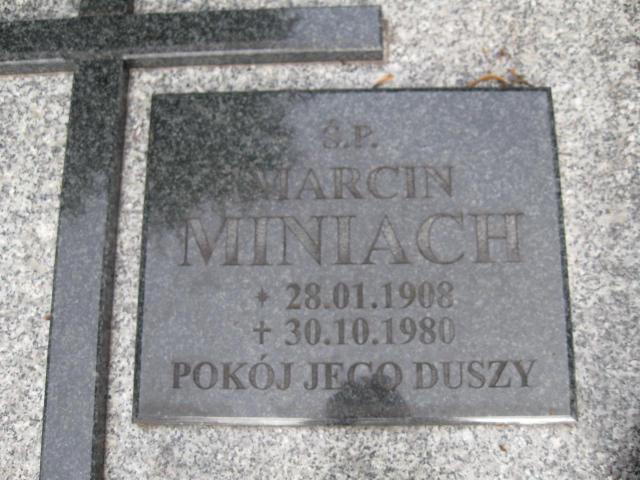 Ś.P.
MARCIN
MINIACH
* 28.01.1908
† 30.10.1980
POKÓJ JEGO DUSZY